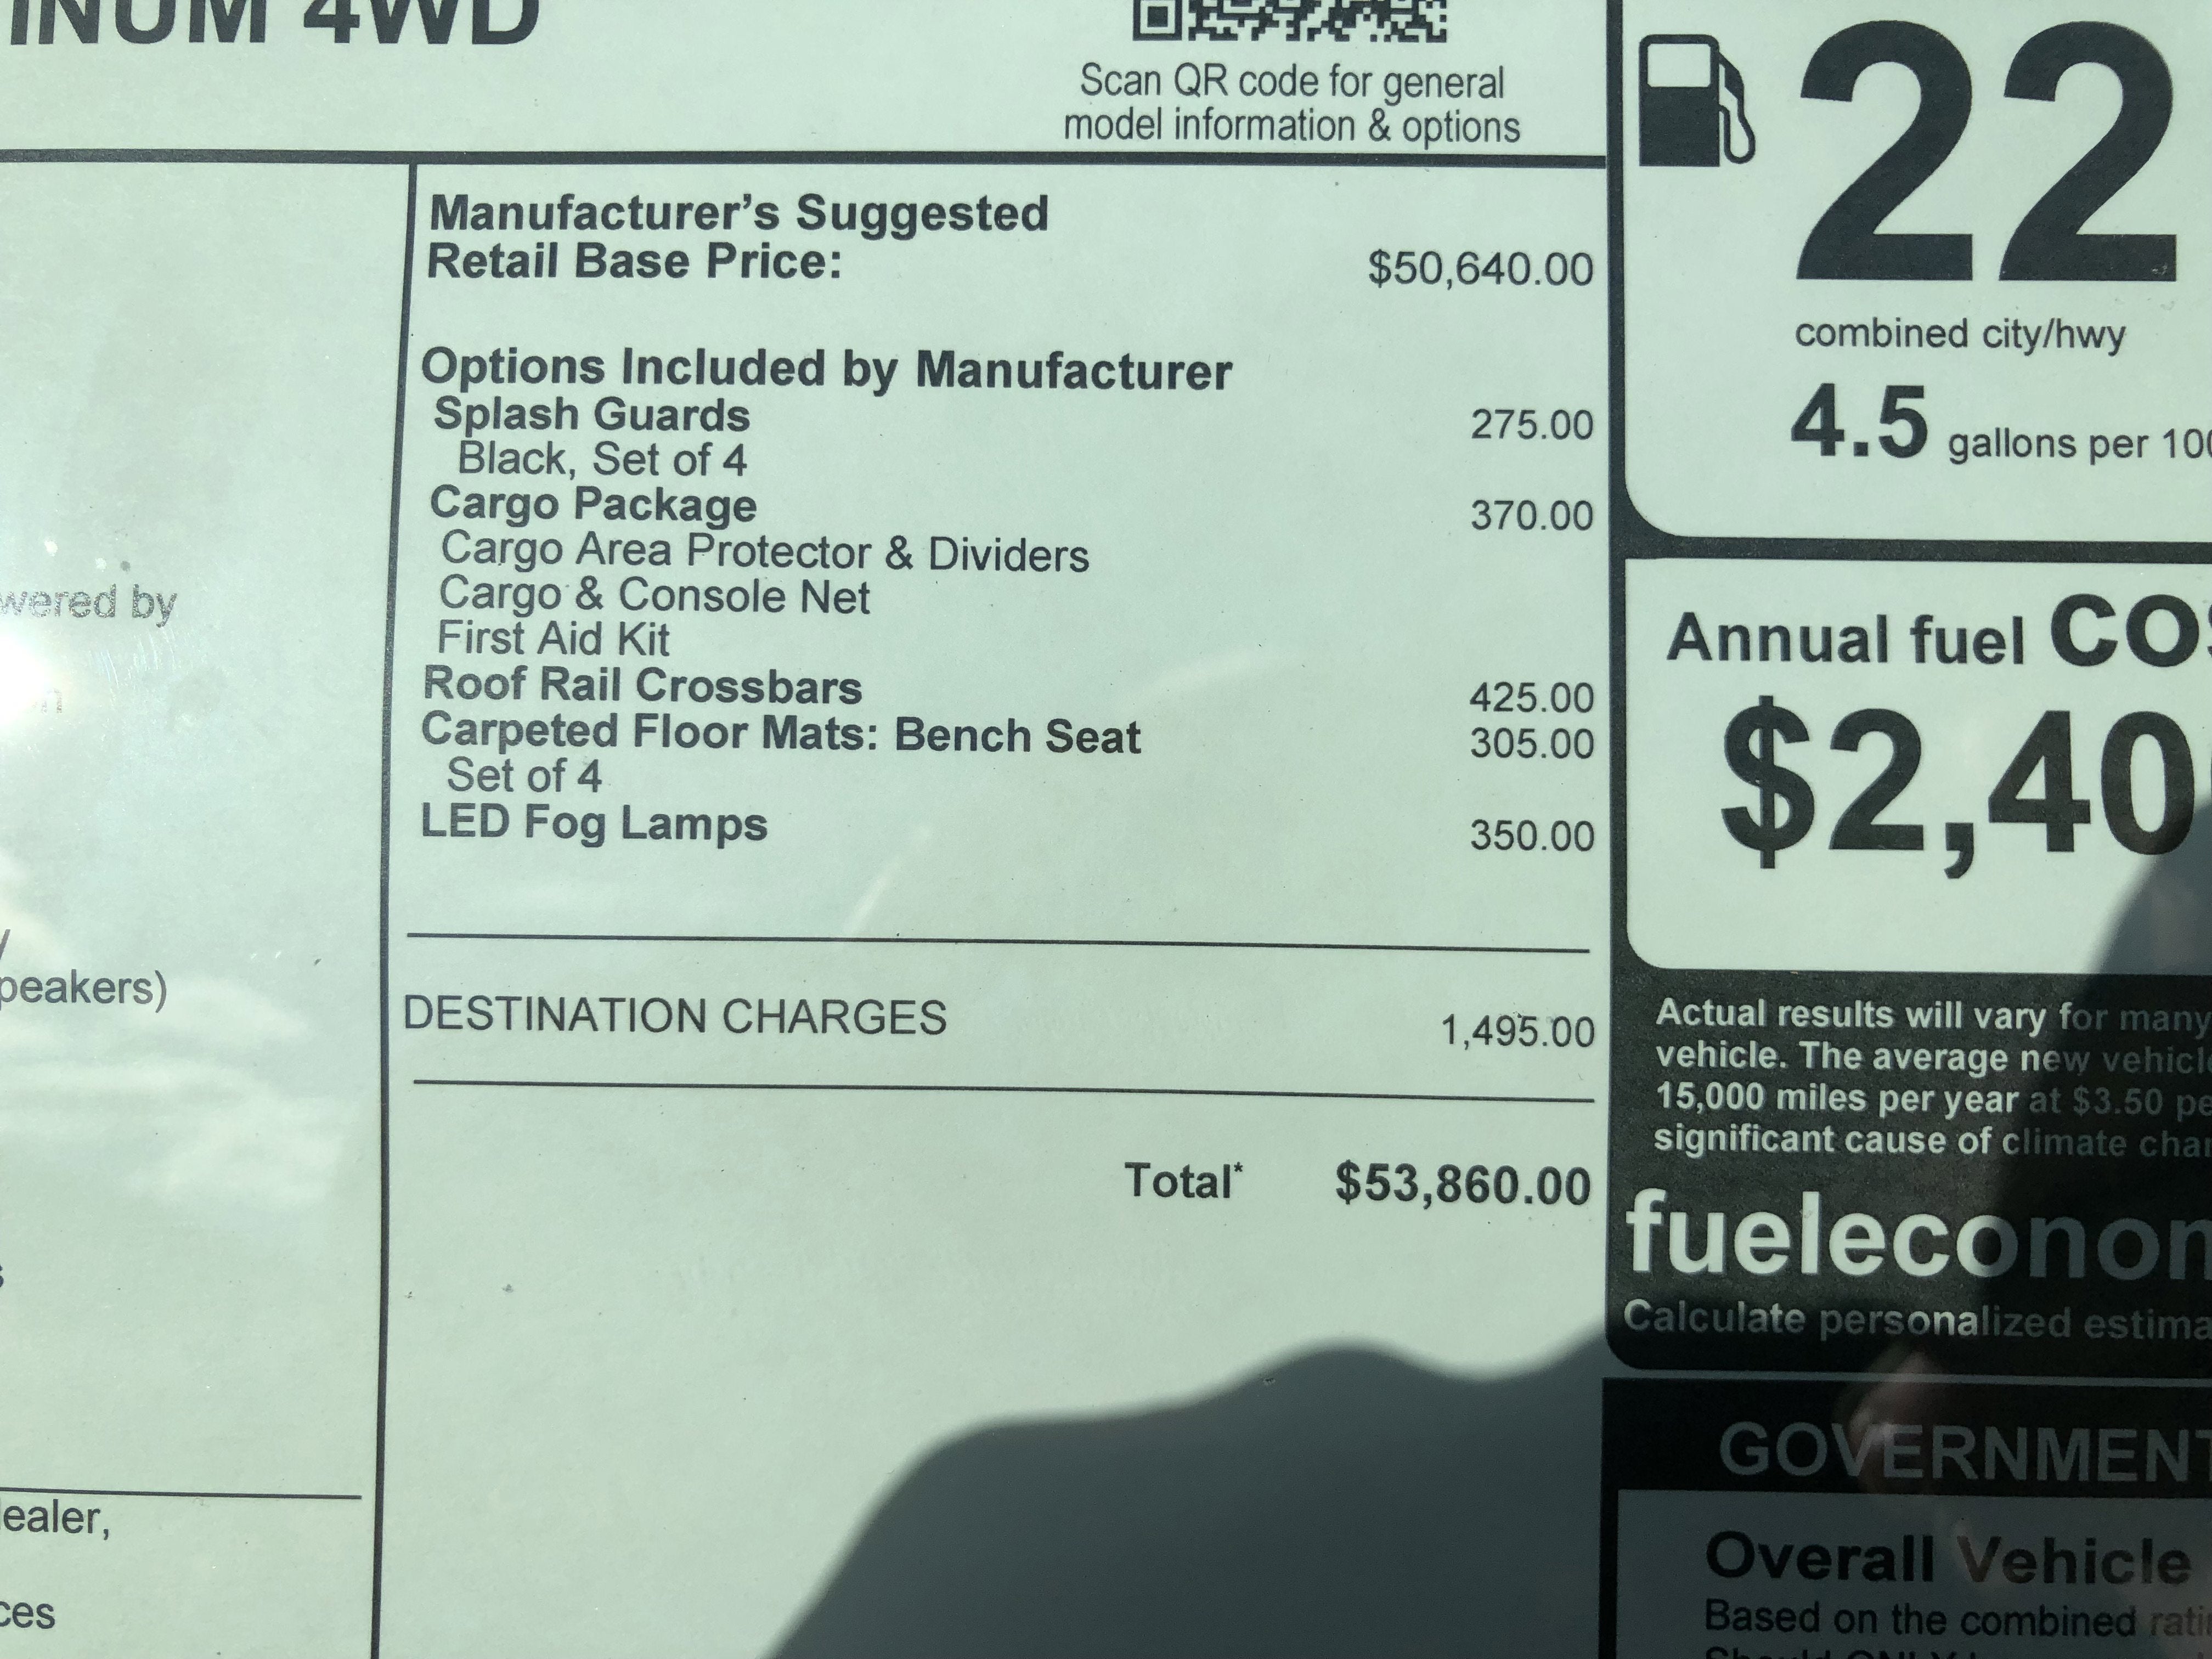 4WD
Scan QR code for general
model information & options
Manufacturer's Suggested
Retail Base Price: $50,640.00
Options Included by Manufacturer
Splash Guards 275.00
Black, Set of 4
Cargo Package 370.00
Cargo Area Protector & Dividers
Cargo & Console Net
First Aid Kit
Roof Rail Crossbars 425.00
Carpeted Floor Mats: Bench Seat 305.00
Set of 4
LED Fog Lamps 350.00
DESTINATION CHARGES 1,495.00
Total* $53,860.00
by
22
combined city/hwy
4.5 gallons per
Annual fuel
$2,40
Actual results will vary for many
vehicle. The average new
15,000 miles per year at $3.50
significant cause of climate
Calculate personalized
GOVERNMENT
Overall Vehicle
Based on the combined